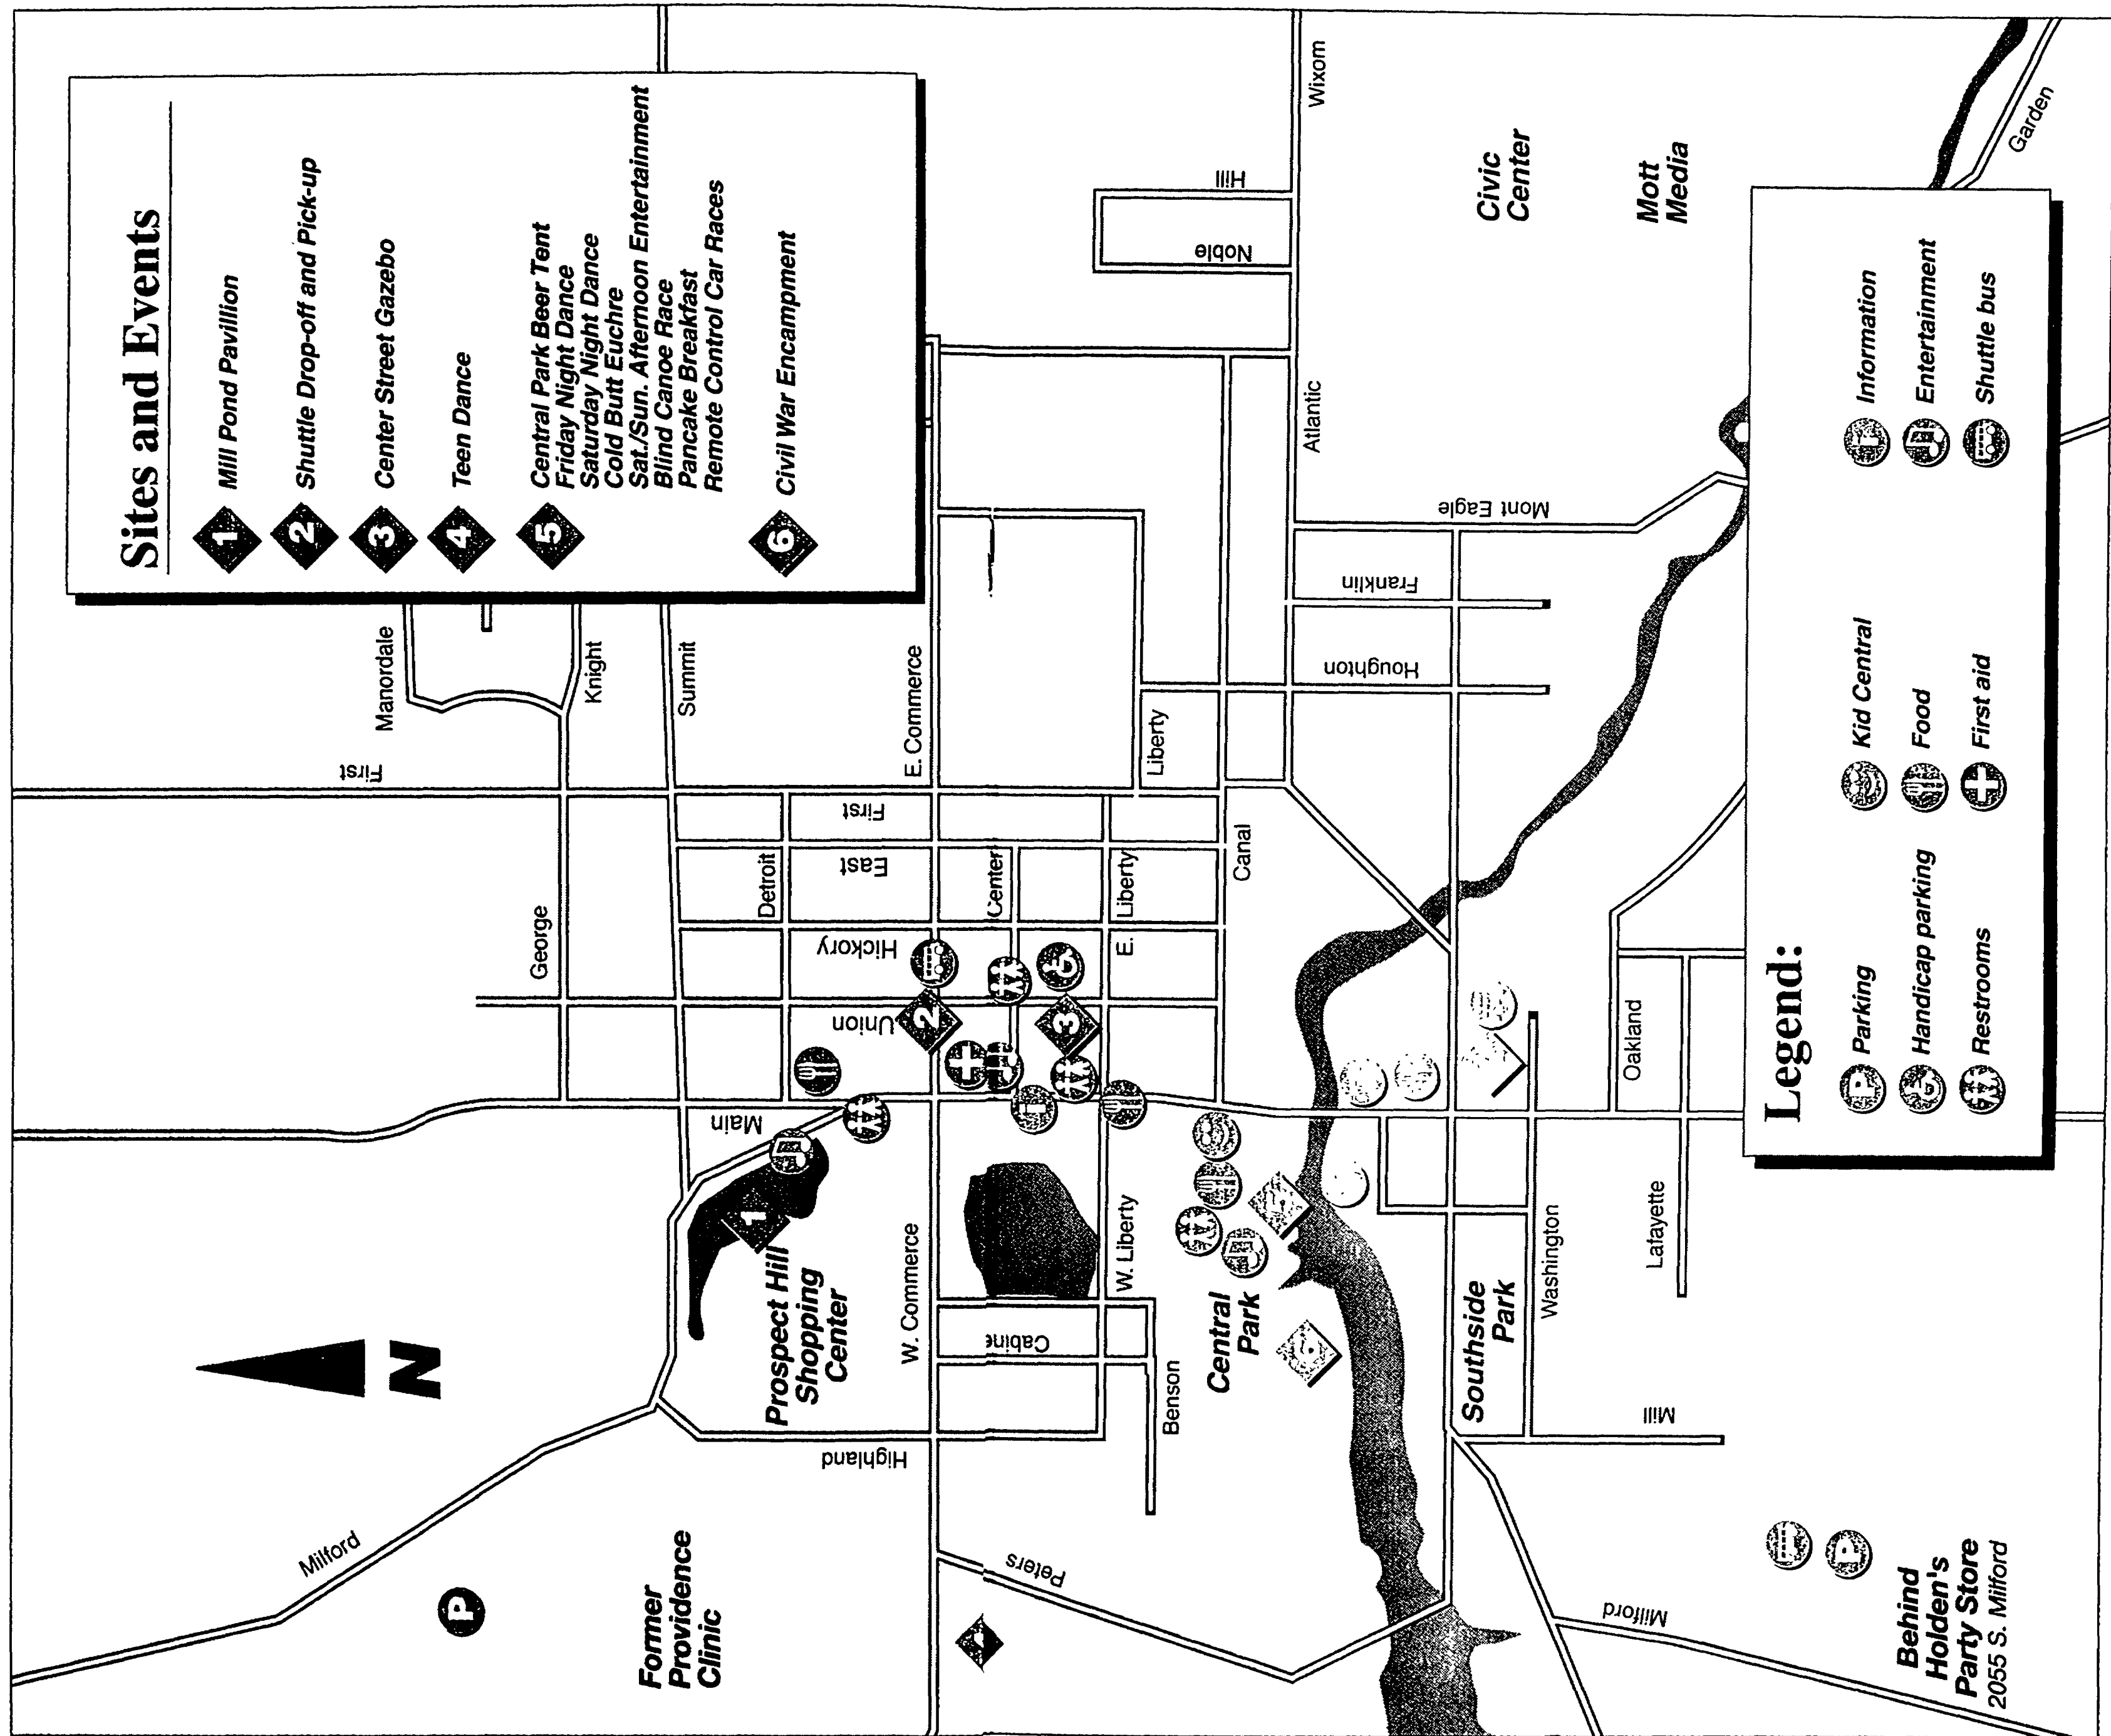 Sites and Events
1 Mill Pond Pavillion
2 Shuttle Drop-off and Pick-up
3 Center Street Gazebo
4 Teen Dance
5 Central Park Beer Tent
Friday Night Dance
Saturday Night Dance
Cold Butt Euchre
Sat./Sun. Afternoon Entertainment
Blind Canoe Race
Pancake Breakfast
Remote Control Car Races
6 Civil War Encampment
N
Milford
P
Former
Providence
Clinic
Prospect Hill
Shopping
Center
1
Main
Highland
W. Commerce
Cabine
W. Liberty
Benson
Peters
Central
Park
Southside
Park
Washington
Mill
Lafayette
Oakland
Milford
P
Behind
Holden's
Party Store
2055 S. Milford
First
Manordale
Knight
George
Summit
Detroit
First
East
Hickory
Union
2
3
E. Commerce
Center
E. Liberty
Liberty
Canal
Houghton
Franklin
Mont Eagle
Atlantic
Noble
Hill
Wixom
Civic
Center
Mott
Media
Garden
Legend:
P Parking
Handicap parking
Restrooms
Kid Central
Food
First aid
Information
Entertainment
Shuttle bus